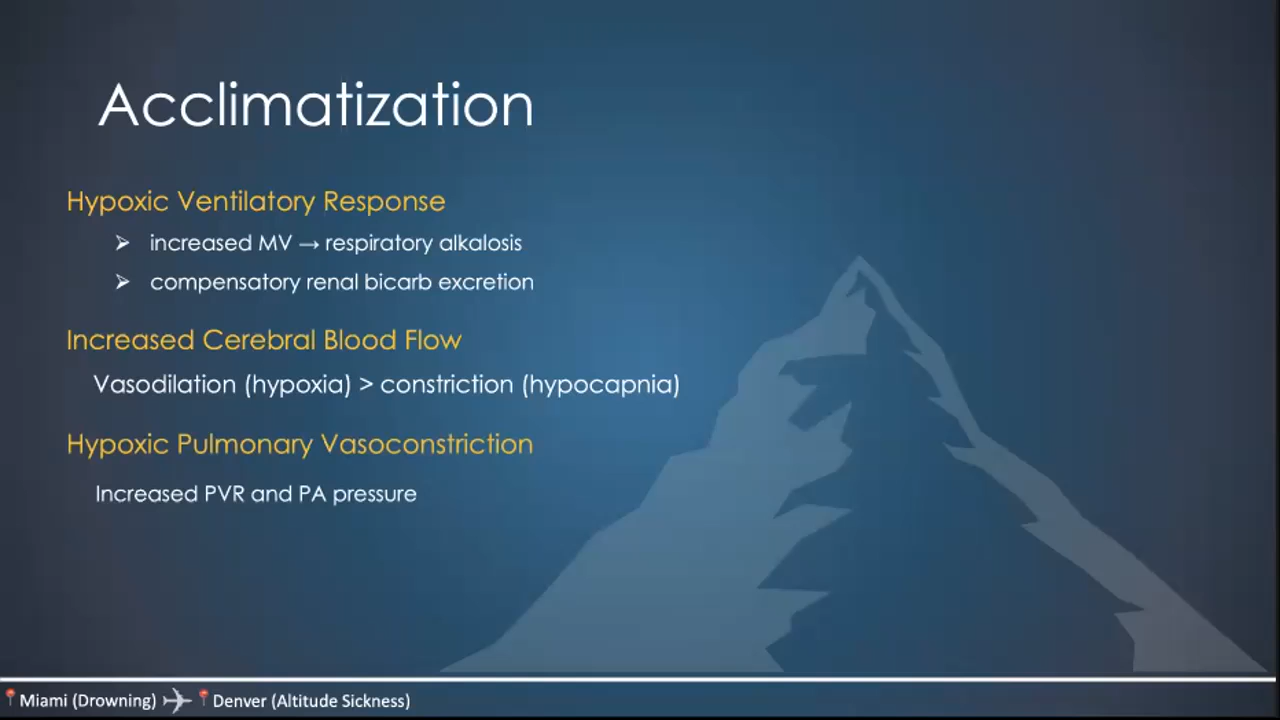 Acclimatization
Hypoxic Ventilatory Response
➢ increased MV → respiratory alkalosis
➢ compensatory renal bicarb excretion
Increased Cerebral Blood Flow
Vasodilation (hypoxia) > constriction (hypocapnia)
Hypoxic Pulmonary Vasoconstriction
Increased PVR and PA pressure
📍Miami (Drowning) ✈📍Denver (Altitude Sickness)